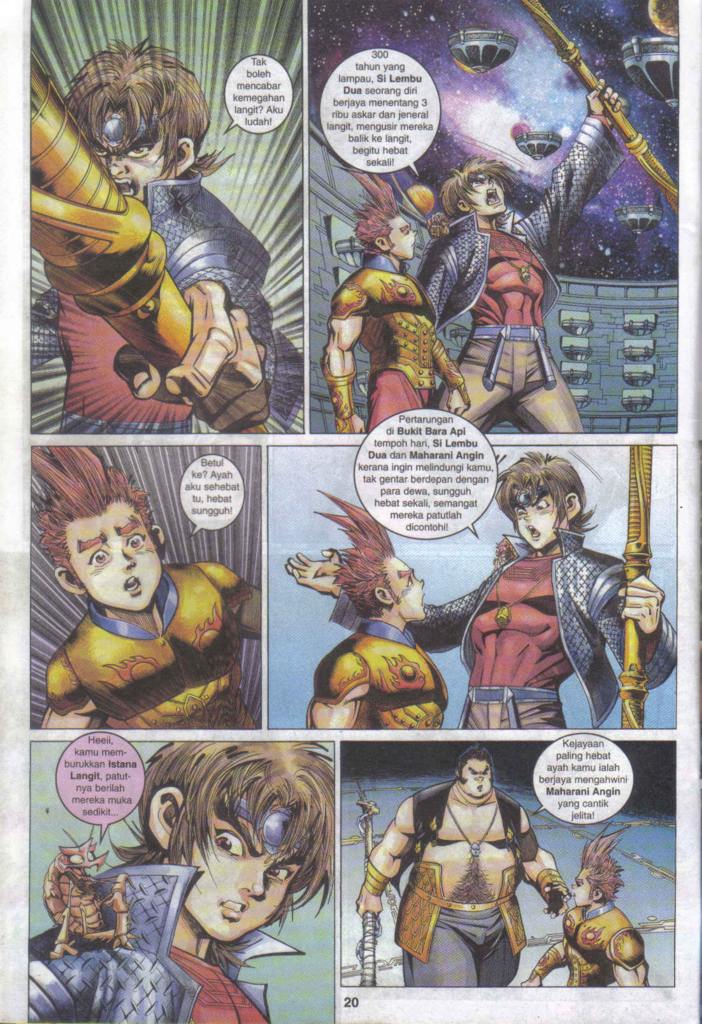 Tak
boleh
mencabar
kemegahan
langit? Aku
ludah!
300
tahun yang
lampau, Si Lembu
Dua seorang diri
berjaya menentang 3
ribu askar dan jeneral
langit, mengusir mereka
balik ke langit,
begitu hebat
sekali!
Betul
ke? Ayah
aku sehebat
tu, hebat
sungguh!
Pertarungan
di Bukit Bara Api
tempoh hari, Si Lembu
Dua dan Maharani Angin
kerana ingin melindungi kamu,
tak gentar berdepan dengan
para dewa, sungguh
hebat sekali, semangat
mereka patutlah
dicontohi!
Heeii,
kamu mem-
burukkan Istana
Langit, patut-
nya berilah
mereka muka
sedikit...
Kejayaan
paling hebat
ayah kamu ialah
berjaya mengahwini
Maharani Angin
yang cantik
jelita!
20